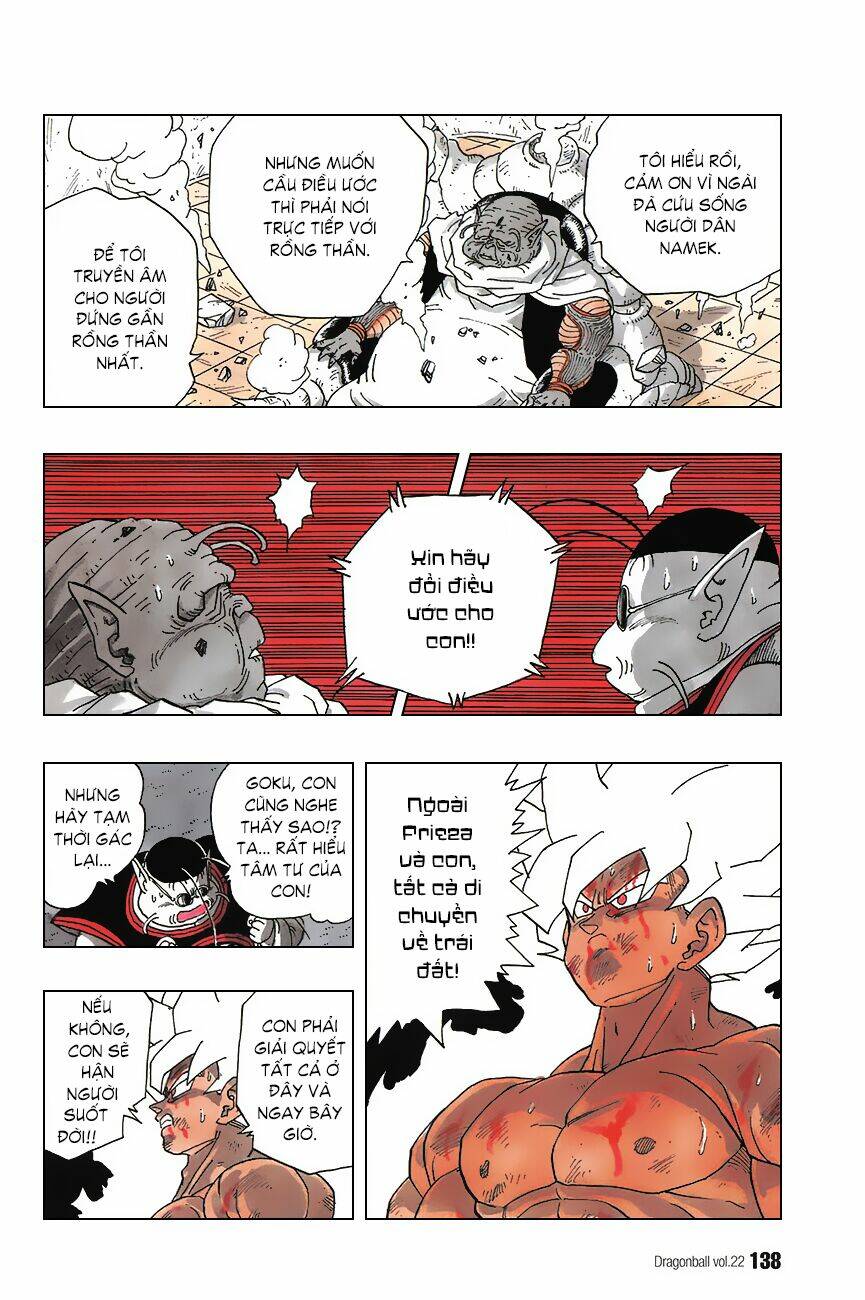 TÔI HIỂU RỒI,
CẢM ƠN VÌ NGÀI
ĐÃ CỨU SỐNG
NGƯỜI DÂN
NAMEK.
NHƯNG MUỐN
CẦU ĐIỀU ƯỚC
THÌ PHẢI NÓI
TRỰC TIẾP VỚI
RỒNG THẦN.
ĐỂ TÔI
TRUYỀN ÂM
CHO NGƯỜI
ĐỨNG GẦN
RỒNG THẦN
NHẤT.
Xin hãy
đổi điều
ước cho
con!!
GOKU, CON
CŨNG NGHE
THẤY SAO!?
TA... RẤT HIỂU
TÂM TƯ CỦA
CON!
NHƯNG
HÃY TẠM
THỜI GÁC
LẠI...
Ngoài
Frieza
và con,
tất cả di
chuyển
về trái
đất!
CON PHẢI
GIẢI QUYẾT
TẤT CẢ Ở
ĐÂY VÀ
NGAY BÂY
GIỜ.
NẾU
KHÔNG,
CON SẼ
HẬN
NGƯỜI
SUỐT
ĐỜI!!
Dragonball vol.22 138